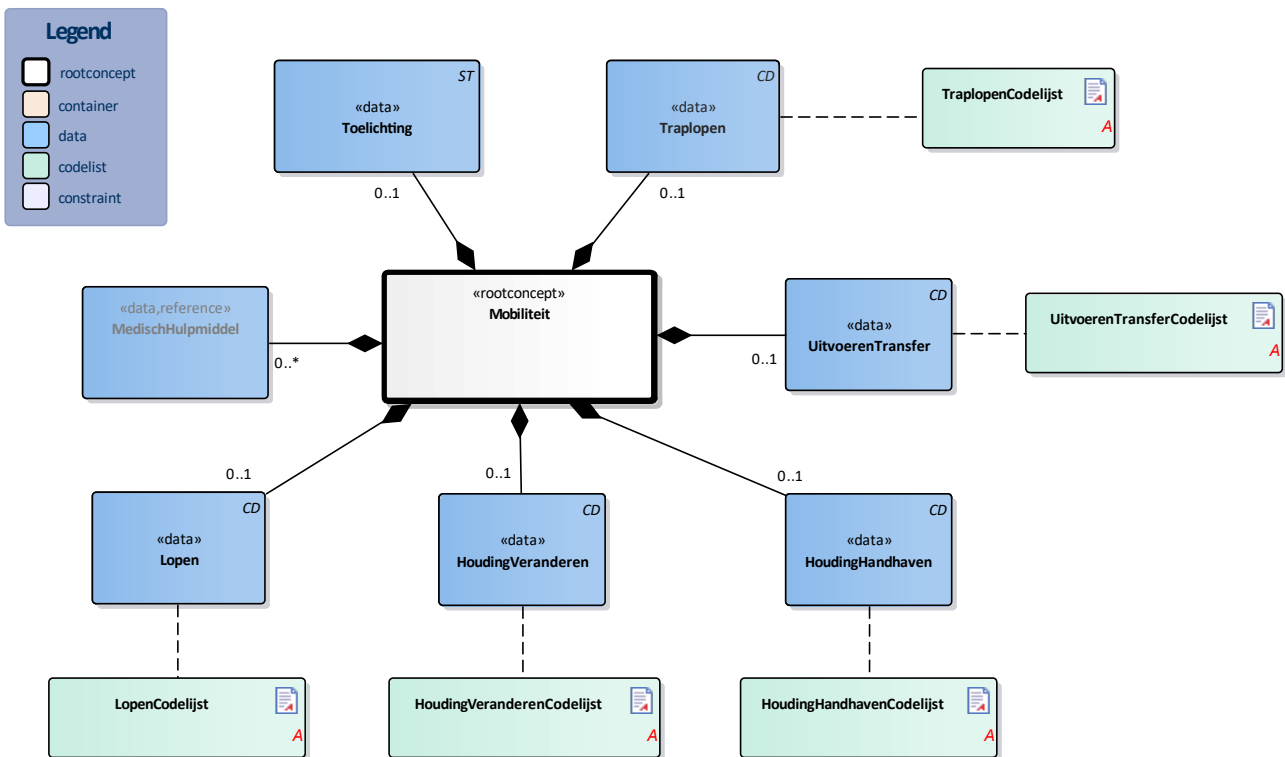 Legend
rootconcept
container
data
codelist
constraint
ST
«data»
Toelichting
0..1
CD
«data»
Traplopen
0..1
TraplopenCodelijst
A
«data,reference»
MedischHulpmiddel
0..*
«rootconcept»
Mobiliteit
CD
«data»
UitvoerenTransfer
0..1
UitvoerenTransferCodelijst
A
0..1
CD
«data»
Lopen
0..1
CD
«data»
HoudingVeranderen
0..1
CD
«data»
HoudingHandhaven
LopenCodelijst
A
HoudingVeranderenCodelijst
A
HoudingHandhavenCodelijst
A